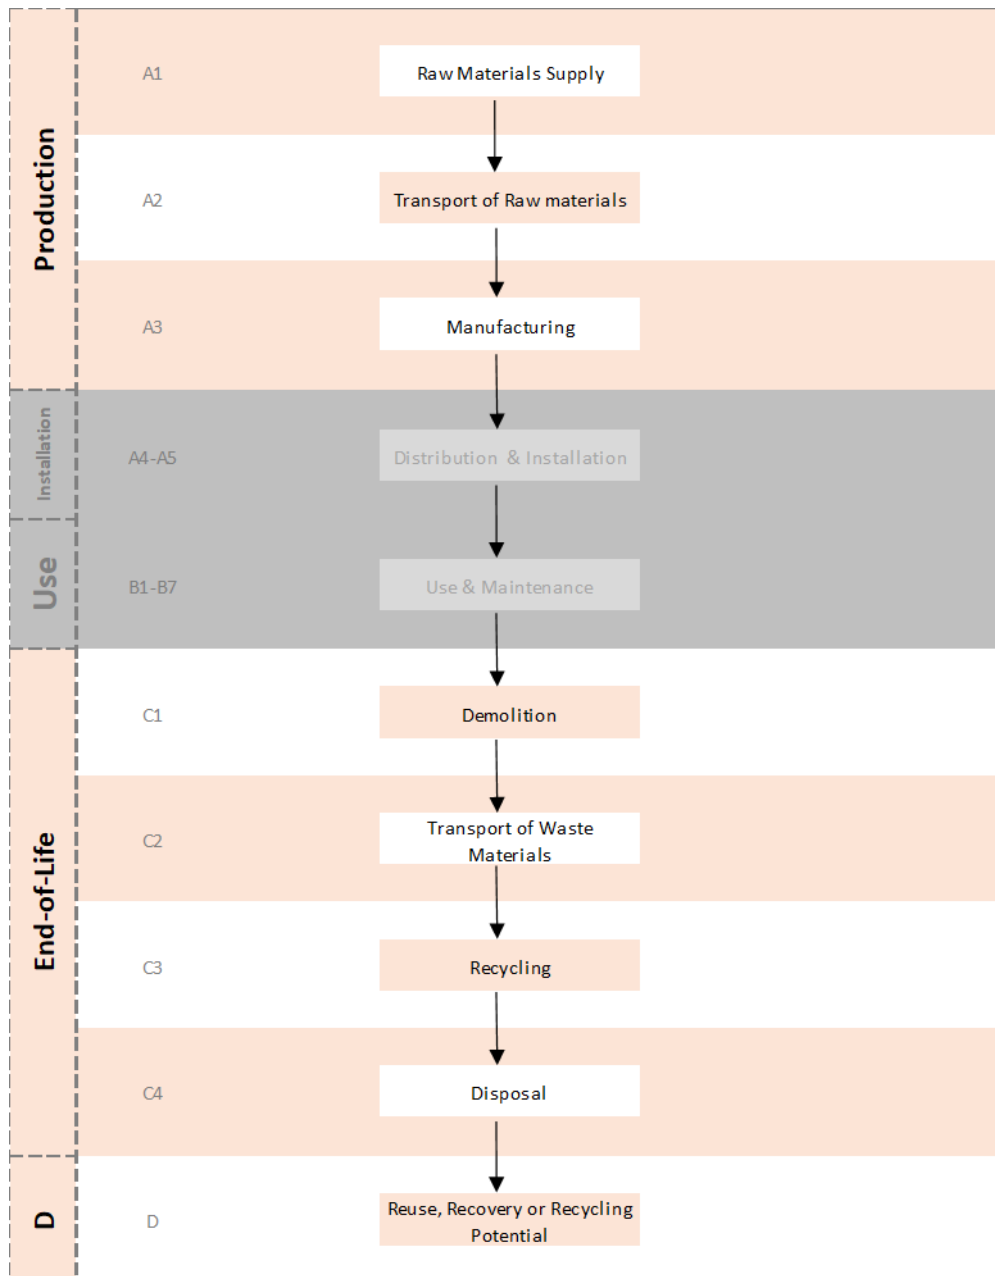 Production
A1
Raw Materials Supply
A2
Transport of Raw materials
A3
Manufacturing
Installation
A4-A5
Distribution & Installation
Use
B1-B7
Use & Maintenance
End-of-Life
C1
Demolition
C2
Transport of Waste
Materials
C3
Recycling
C4
Disposal
D
D
Reuse, Recovery or Recycling
Potential